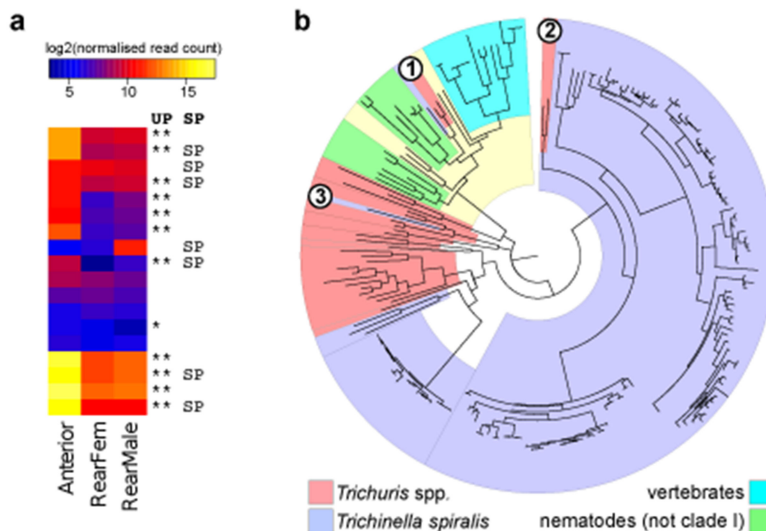 a
log2(normalised read count)
5 10 15
UP SP
**
** SP
SP
** SP
**
**
**
SP
** SP
*
**
** SP
**
** SP
Anterior
RearFem
RearMale
b
1
2
3
Trichuris spp.
Trichinella spiralis
vertebrates
nematodes (not clade I)